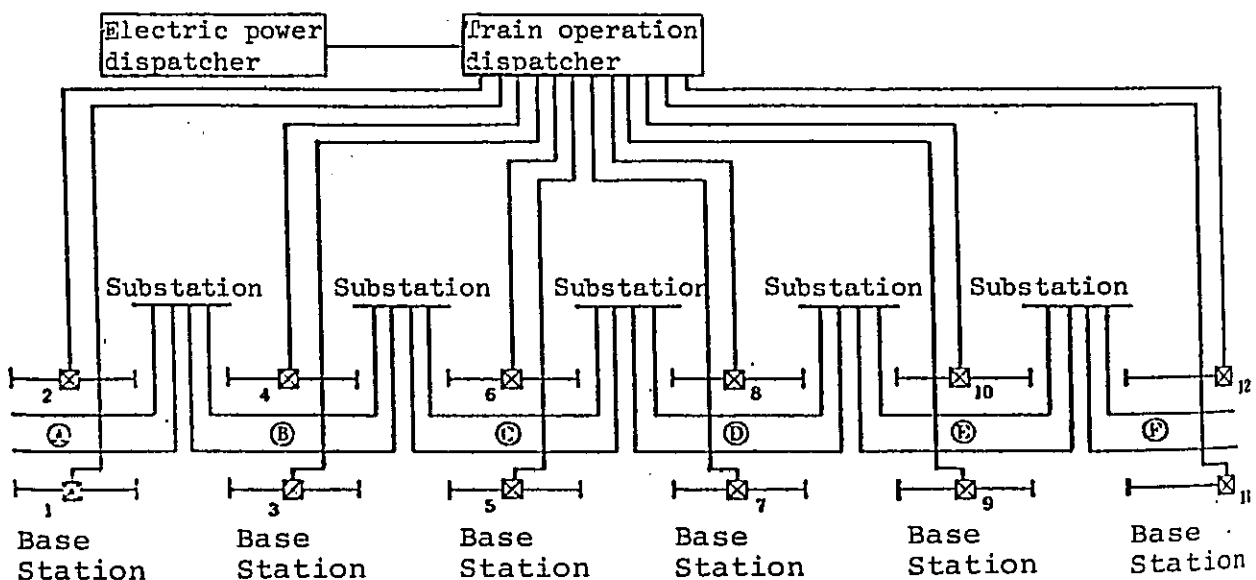 Electric power
dispatcher
Train operation
dispatcher
Substation
Substation
Substation
Substation
Substation
2
4
6
8
10
12
Ⓐ
Ⓑ
Ⓒ
Ⓓ
Ⓔ
Ⓕ
1
3
5
7
9
11
Base
Station
Base
Station
Base
Station
Base
Station
Base
Station
Base
Station